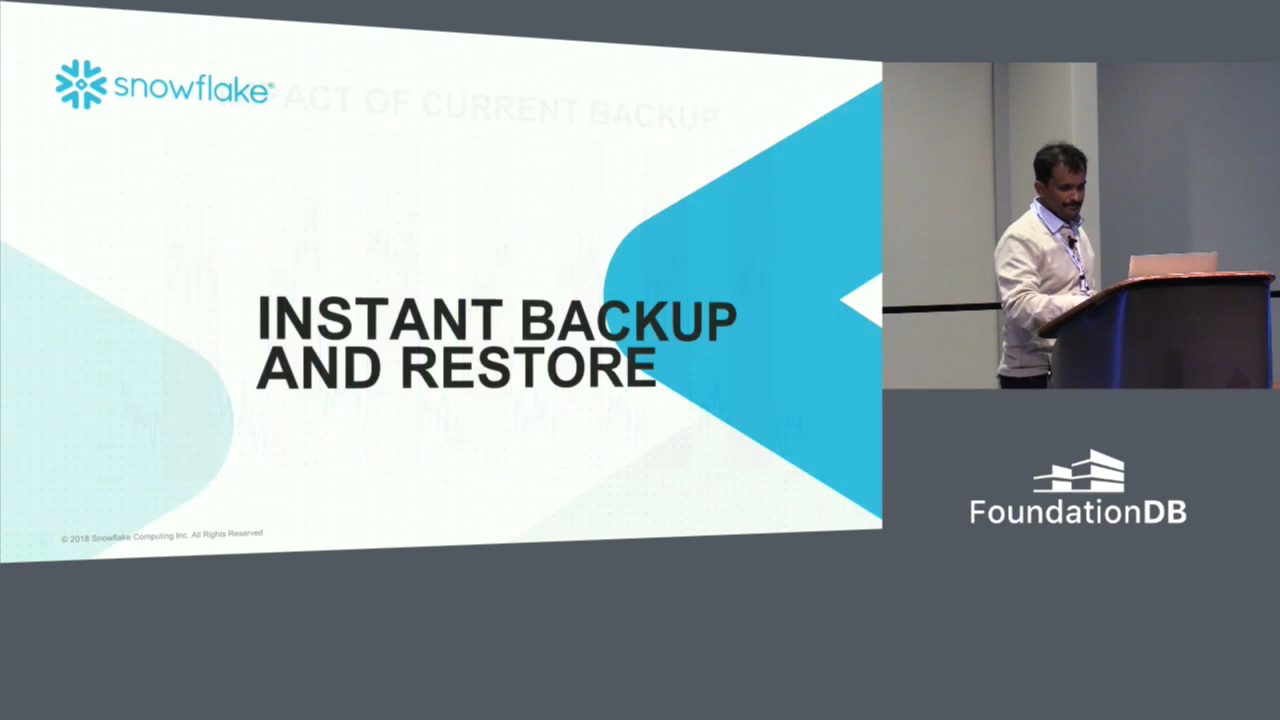 snowflake®
ACT OF CURRENT BACKUP
INSTANT BACKUP
AND RESTORE
© 2018 Snowflake Computing Inc. All Rights Reserved
FoundationDB